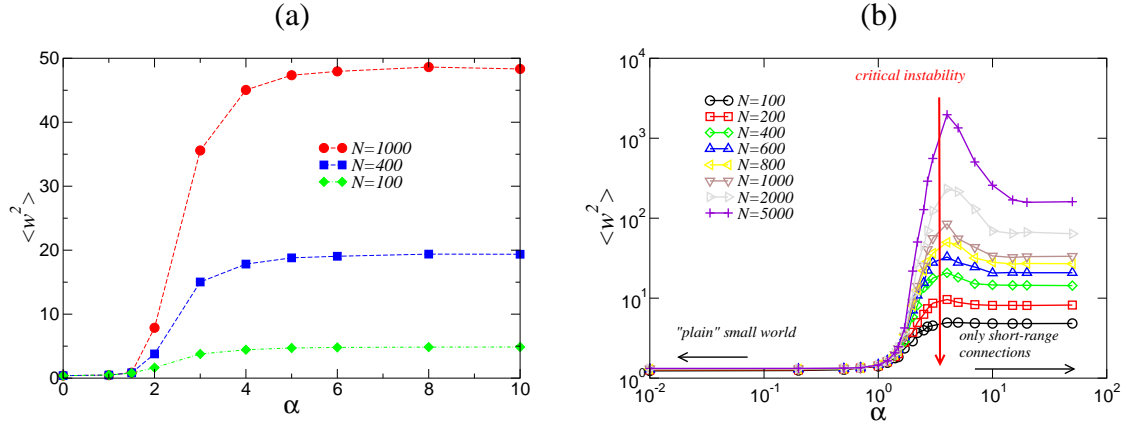 (a)
50
40
30
20
10
0
<w²>
N=1000
N=400
N=100
0 2 4 6 8 10
α
(b)
10⁴
10³
10²
10¹
10⁰
<w²>
critical instability
N=100
N=200
N=400
N=600
N=800
N=1000
N=2000
N=5000
"plain" small world
only short-range
connections
10⁻² 10⁻¹ 10⁰ 10¹ 10²
α